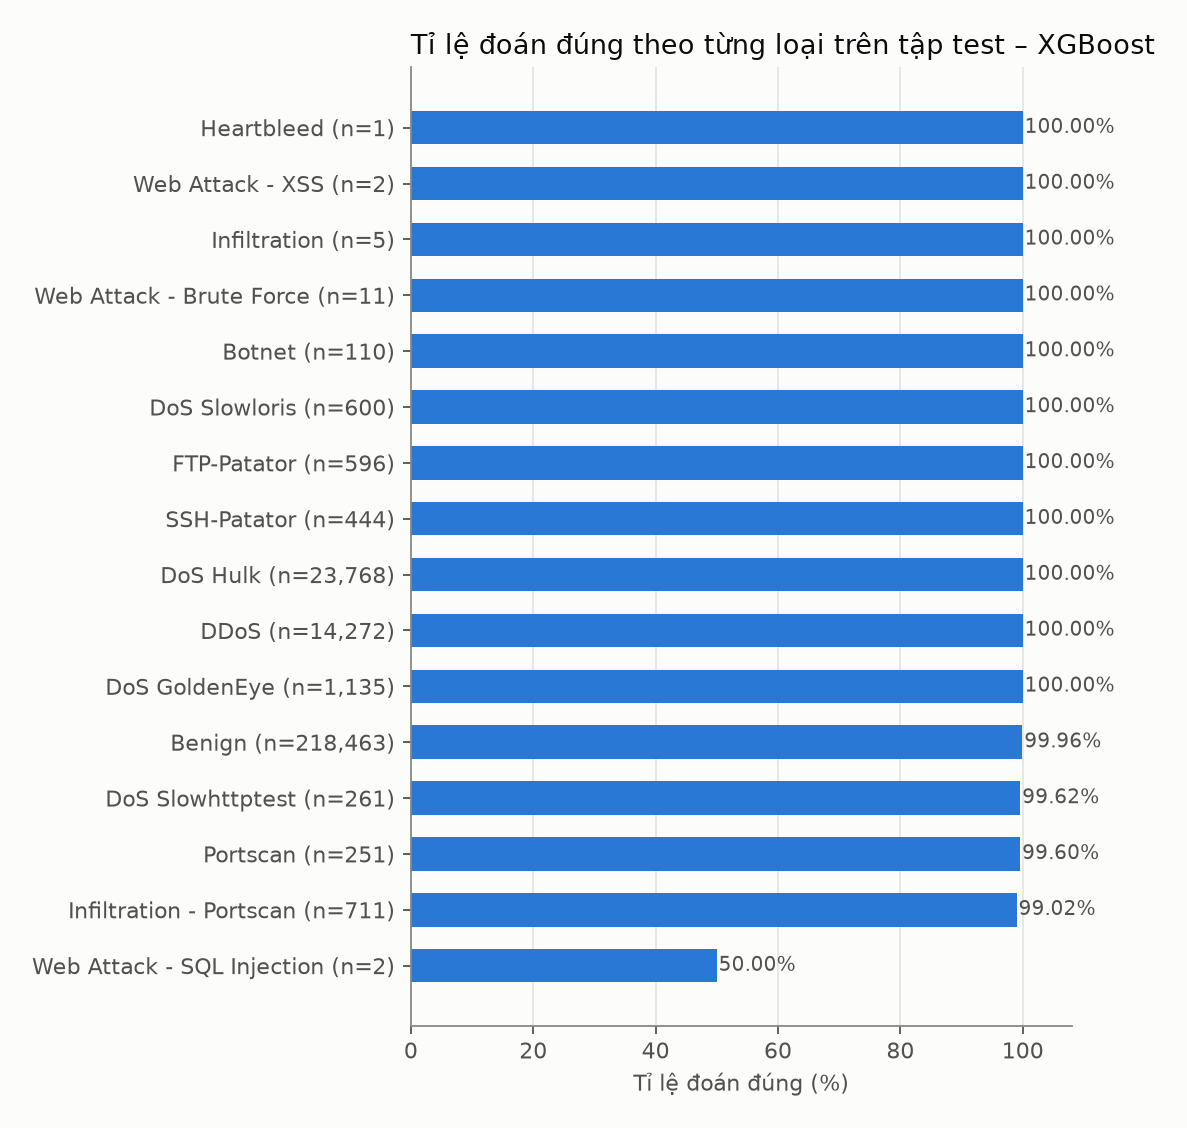 Tỉ lệ đoán đúng theo từng loại trên tập test – XGBoost
Heartbleed (n=1) 100.00%
Web Attack - XSS (n=2) 100.00%
Infiltration (n=5) 100.00%
Web Attack - Brute Force (n=11) 100.00%
Botnet (n=110) 100.00%
DoS Slowloris (n=600) 100.00%
FTP-Patator (n=596) 100.00%
SSH-Patator (n=444) 100.00%
DoS Hulk (n=23,768) 100.00%
DDoS (n=14,272) 100.00%
DoS GoldenEye (n=1,135) 100.00%
Benign (n=218,463) 99.96%
DoS Slowhttptest (n=261) 99.62%
Portscan (n=251) 99.60%
Infiltration - Portscan (n=711) 99.02%
Web Attack - SQL Injection (n=2) 50.00%
0 20 40 60 80 100
Tỉ lệ đoán đúng (%)